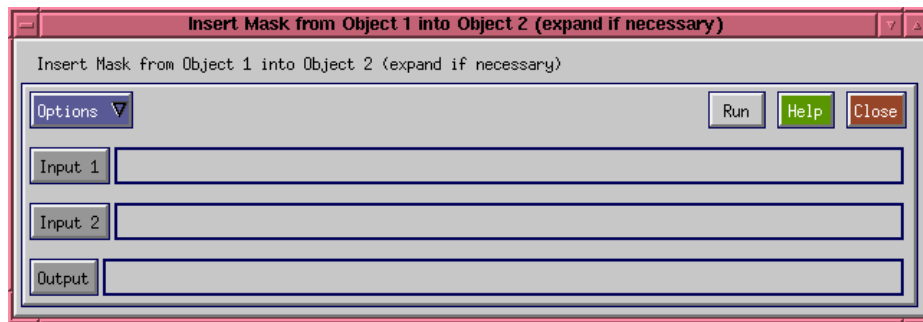 Insert Mask from Object 1 into Object 2 (expand if necessary)
Insert Mask from Object 1 into Object 2 (expand if necessary)
Options Run Help Close
Input 1
Input 2
Output